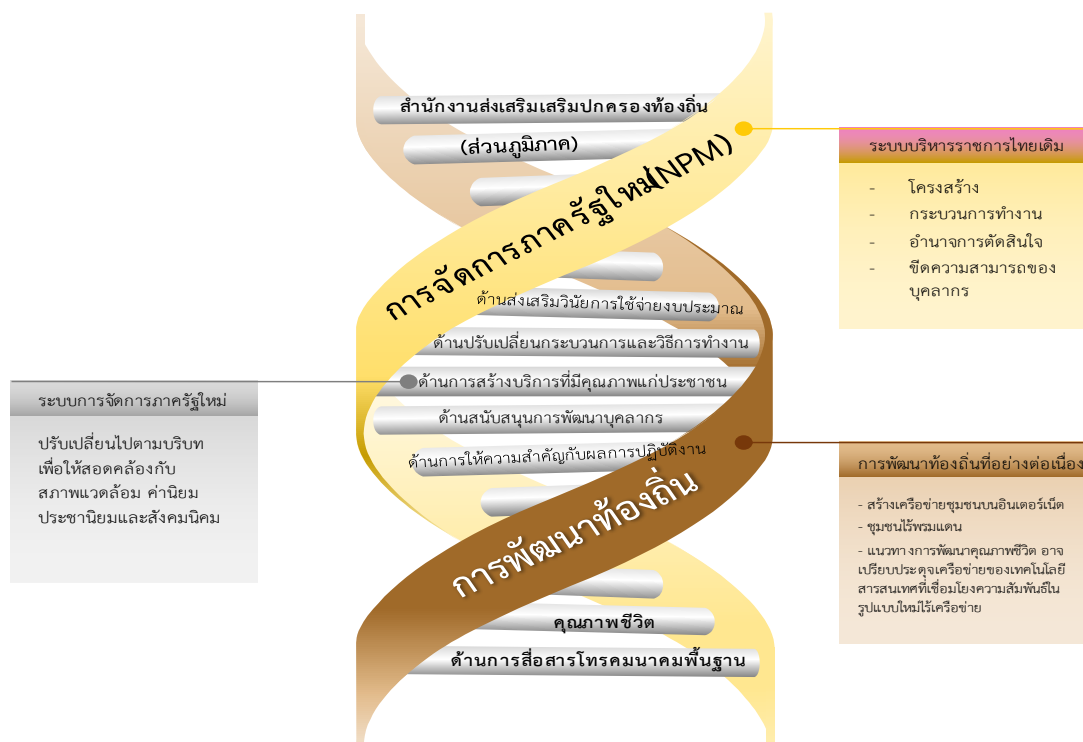 สำนักงานส่งเสริมเสริมปกครองท้องถิ่น
(ส่วนภูมิภาค)
การจัดการภาครัฐใหม่(NPM)
ระบบบริหารราชการไทยเดิม
- โครงสร้าง
- กระบวนการทำงาน
- อำนาจการตัดสินใจ
- ขีดความสามารถของ
บุคลากร
ด้านส่งเสริมวินัยการใช้จ่ายงบประมาณ
ด้านปรับเปลี่ยนกระบวนการและวิธีการทำงาน
ด้านการสร้างบริการที่มีคุณภาพแก่ประชาชน
ด้านสนับสนุนการพัฒนาบุคลากร
ด้านการให้ความสำคัญกับผลการปฏิบัติงาน
ระบบการจัดการภาครัฐใหม่
ปรับเปลี่ยนไปตามบริบท
เพื่อให้สอดคล้องกับ
สภาพแวดล้อม ค่านิยม
ประชานิยมและสังคมนิคม
การพัฒนาท้องถิ่น
การพัฒนาท้องถิ่นที่อย่างต่อเนื่อง
- สร้างเครือข่ายชุมชนบนอินเตอร์เน็ต
- ชุมชนไร้พรมแดน
- แนวทางการพัฒนาคุณภาพชีวิต อาจ
เปรียบประดุจเครือข่ายของเทคโนโลยี
สารสนเทศที่เชื่อมโยงความสัมพันธ์ใน
รูปแบบใหม่ไร้เครือข่าย
คุณภาพชีวิต
ด้านการสื่อสารโทรคมนาคมพื้นฐาน